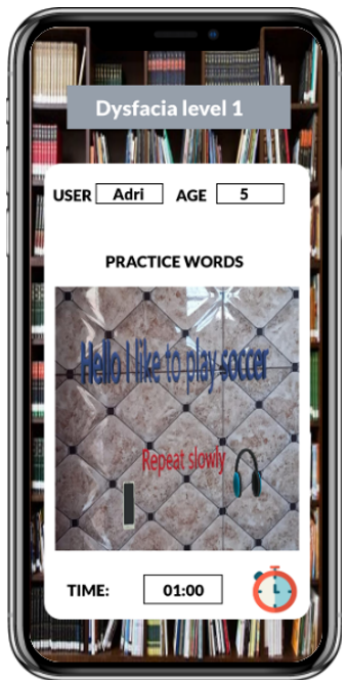 Dysfacia level 1
USER Adri AGE 5
PRACTICE WORDS
Hello I like to play soccer
Repeat slowly
TIME: 01:00